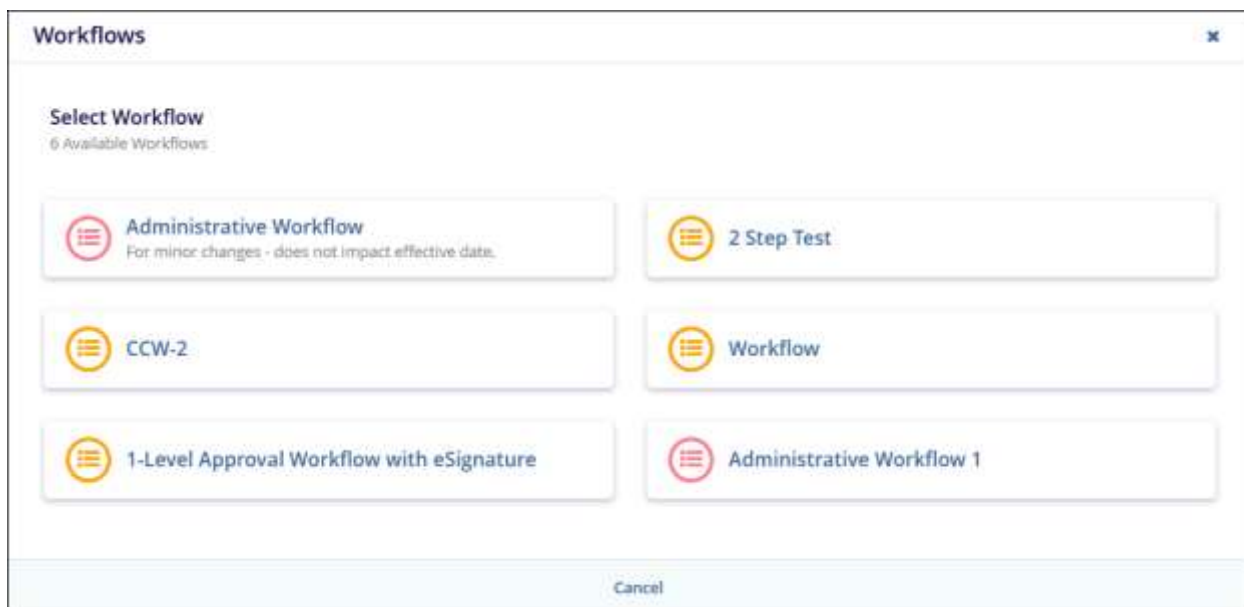 Workflows
Select Workflow
6 Available Workflows
Administrative Workflow
For minor changes - does not impact effective date.
2 Step Test
CCW-2
Workflow
1-Level Approval Workflow with eSignature
Administrative Workflow 1
Cancel